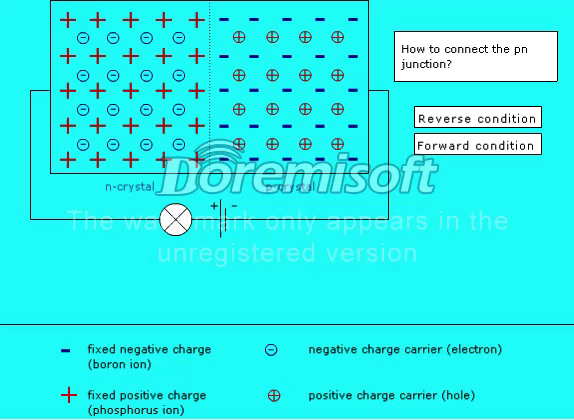 How to connect the pn
junction?
Reverse condition
Forward condition
n-crystal
p-crystal
Doremisoft
+ −
The watermark only appears in the
unregistered version
fixed negative charge
(boron ion)
negative charge carrier (electron)
fixed positive charge
(phosphorus ion)
positive charge carrier (hole)